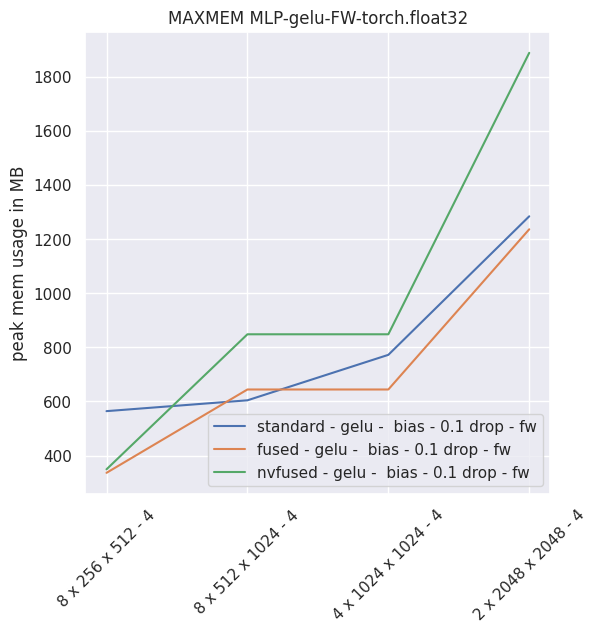 MAXMEM MLP-gelu-FW-torch.float32
peak mem usage in MB
1800
1600
1400
1200
1000
800
600
400
standard - gelu -  bias - 0.1 drop - fw
fused - gelu -  bias - 0.1 drop - fw
nvfused - gelu -  bias - 0.1 drop - fw
8 x 256 x 512 - 4
8 x 512 x 1024 - 4
4 x 1024 x 1024 - 4
2 x 2048 x 2048 - 4